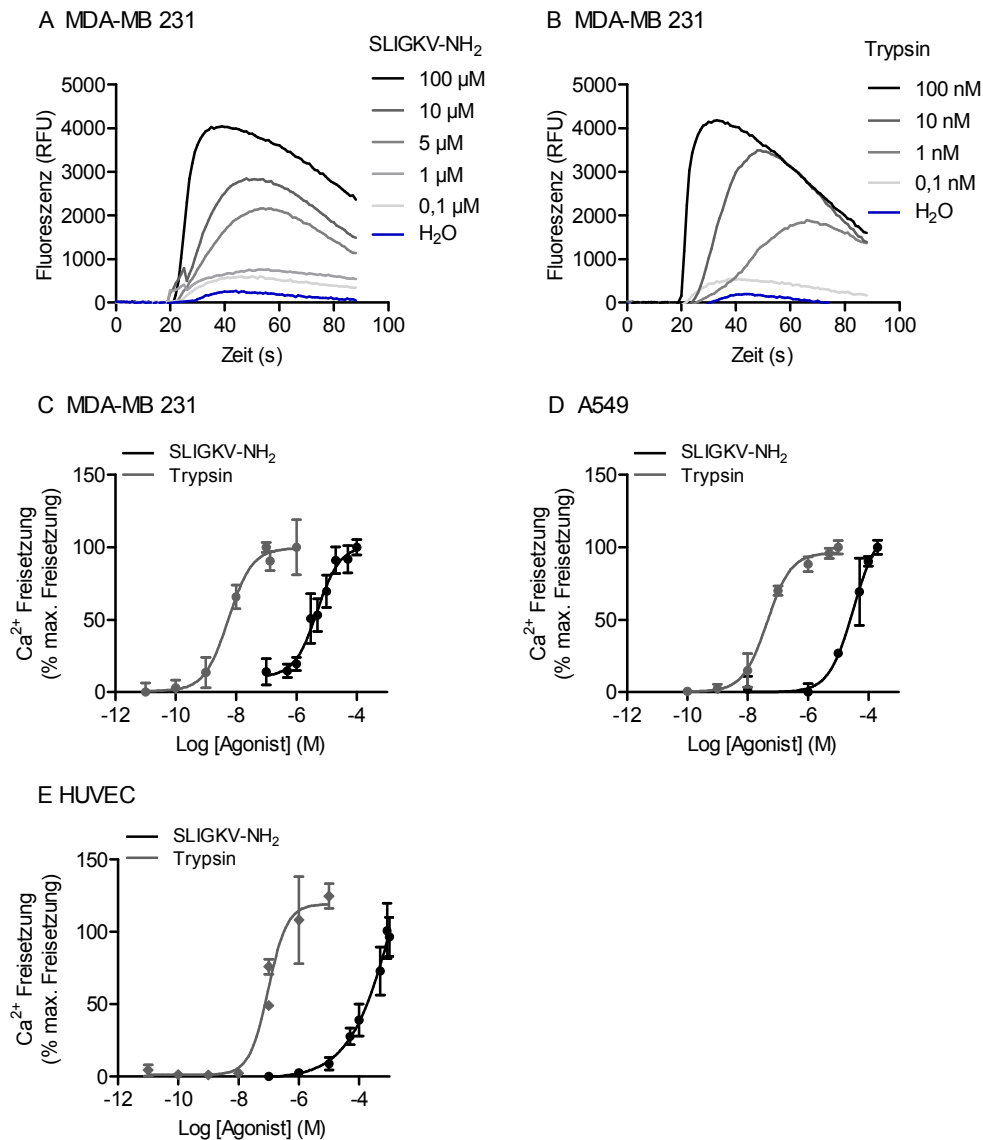 A MDA-MB 231
SLIGKV-NH₂
100 µM
10 µM
5 µM
1 µM
0,1 µM
H₂O
5000
4000
3000
2000
1000
0
Fluoreszenz (RFU)
0 20 40 60 80 100
Zeit (s)
B MDA-MB 231
Trypsin
100 nM
10 nM
1 nM
0,1 nM
H₂O
5000
4000
3000
2000
1000
0
Fluoreszenz (RFU)
0 20 40 60 80 100
Zeit (s)
C MDA-MB 231
SLIGKV-NH₂
Trypsin
150
100
50
0
Ca²⁺ Freisetzung
(% max. Freisetzung)
-12 -10 -8 -6 -4
Log [Agonist] (M)
D A549
SLIGKV-NH₂
Trypsin
150
100
50
0
Ca²⁺ Freisetzung
(% max. Freisetzung)
-12 -10 -8 -6 -4
Log [Agonist] (M)
E HUVEC
SLIGKV-NH₂
Trypsin
150
100
50
0
Ca²⁺ Freisetzung
(% max. Freisetzung)
-12 -10 -8 -6 -4
Log [Agonist] (M)